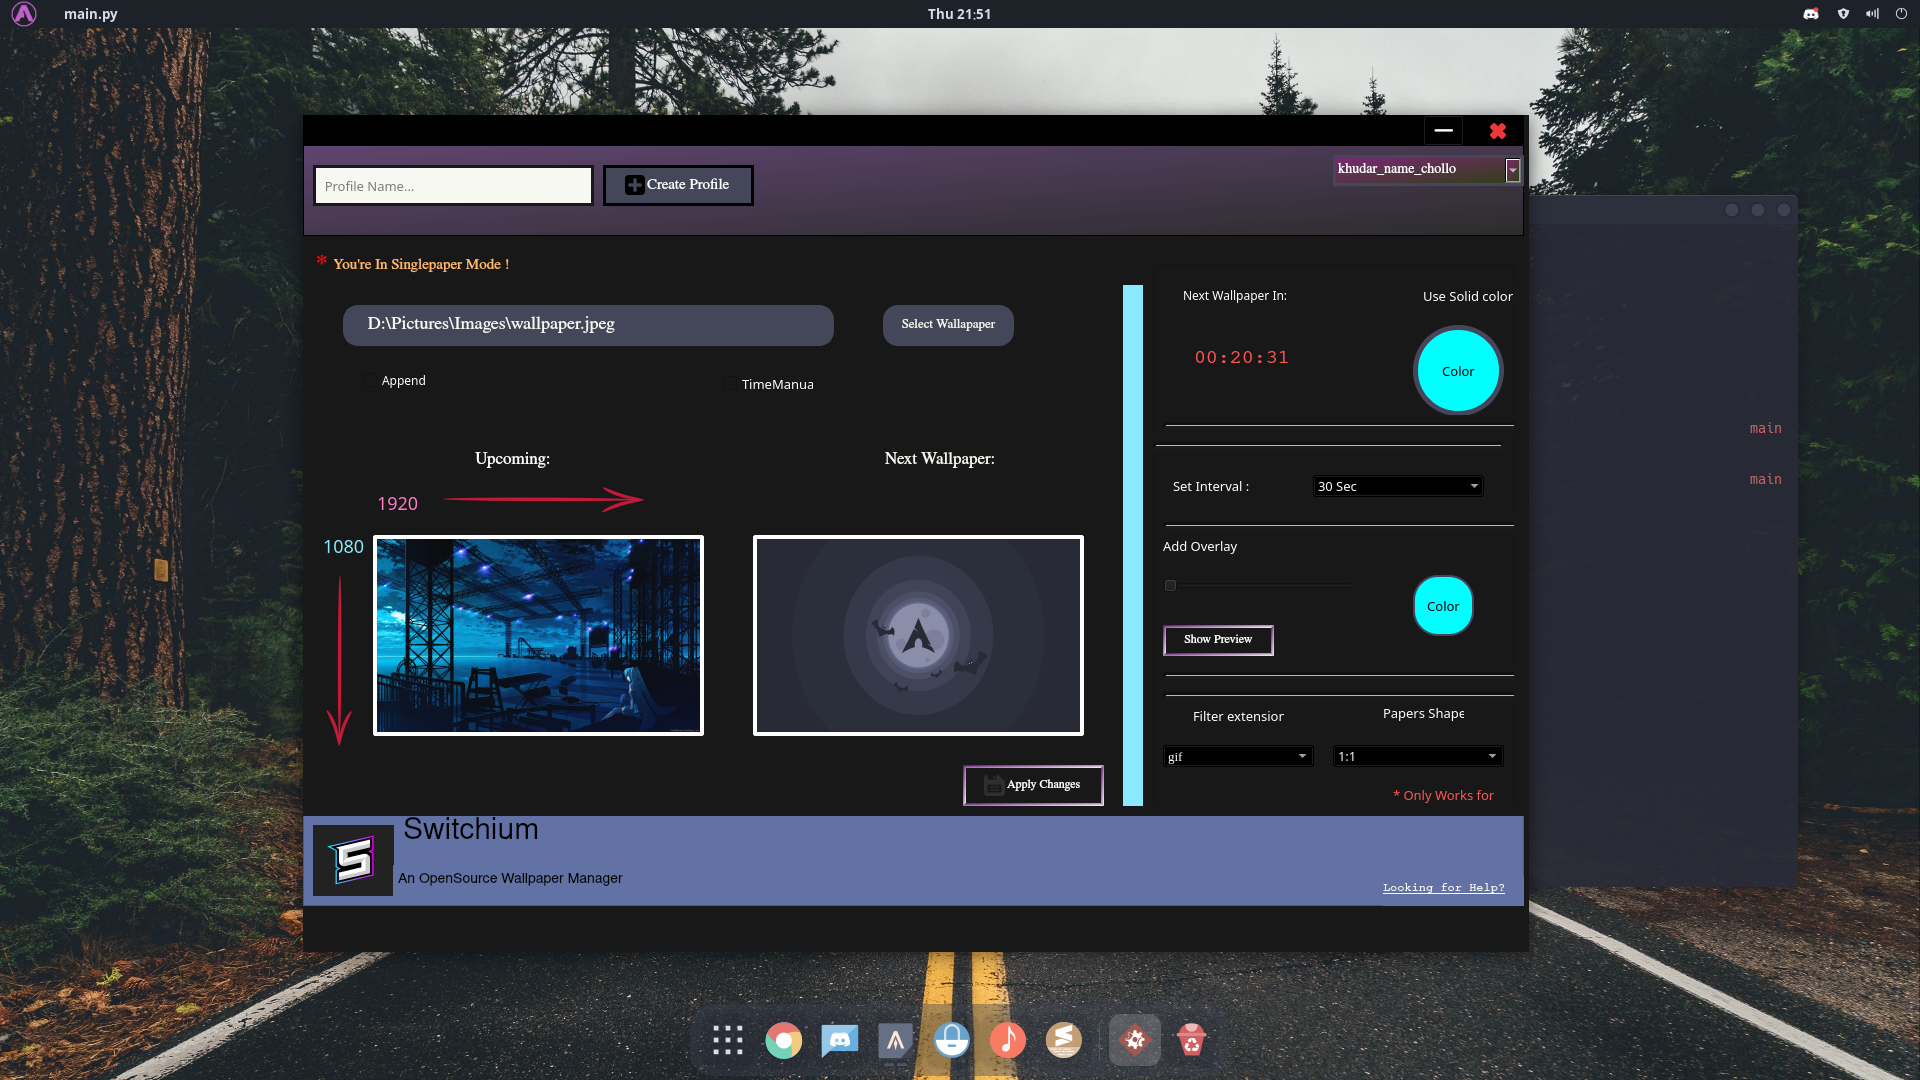 main.py
Thu 21:51
Profile Name...
Create Profile
khudar_name_chollo
* You're In Singlepaper Mode !
D:\Pictures\Images\wallpaper.jpeg
Select Wallapaper
Append
TimeManua
Upcoming:
Next Wallpaper:
1920
1080
Apply Changes
Next Wallpaper In:
Use Solid color
00:20:31
Color
Set Interval :
30 Sec
Add Overlay
Color
Show Preview
Filter extension
Papers Shape
gif
1:1
* Only Works for
main
main
Switchium
An OpenSource Wallpaper Manager
Looking for Help?